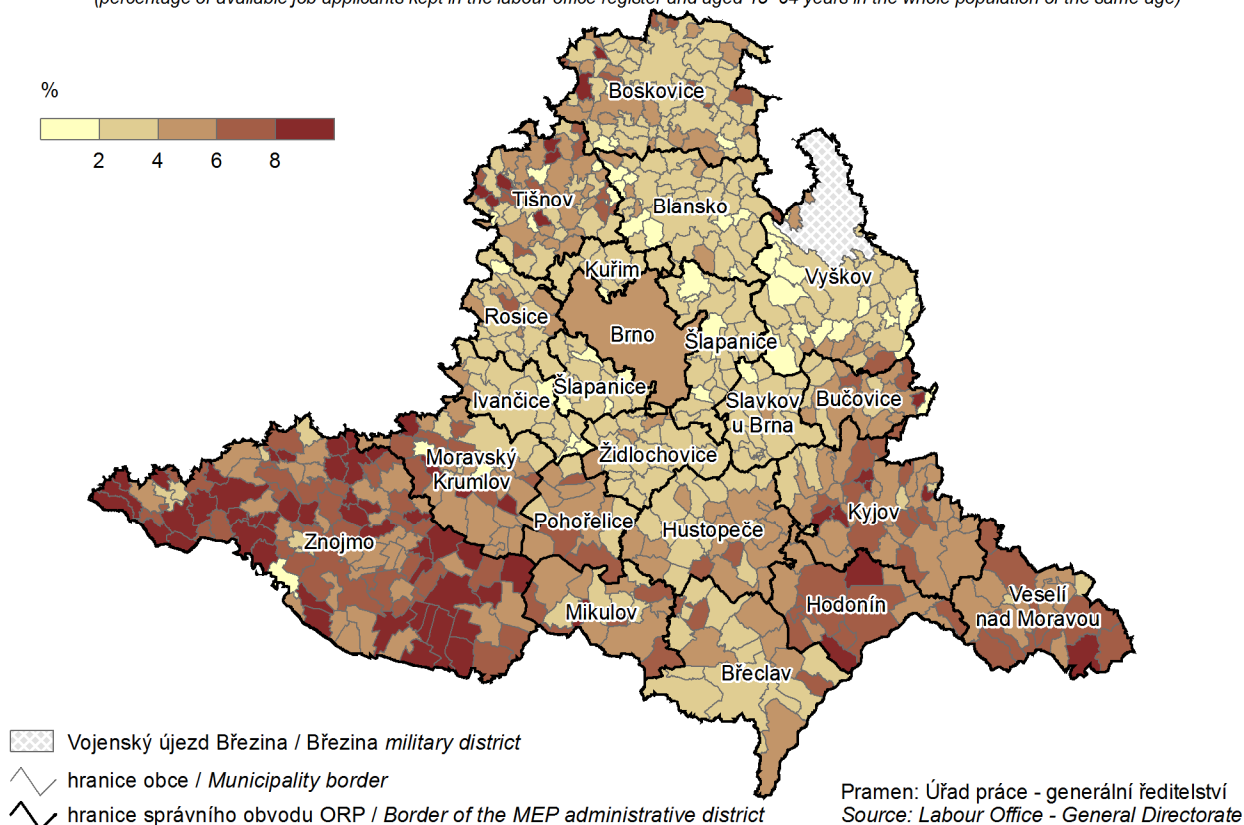 (percentage of available job applicants kept in the labour office register and aged 15–64 years in the whole population of the same age)
%
2 4 6 8
Boskovice
Tišnov
Blansko
Kuřim
Vyškov
Rosice
Brno
Šlapanice
Ivančice
Šlapanice
Slavkov
u Brna
Bučovice
Moravský
Krumlov
Židlochovice
Pohořelice
Hustopeče
Kyjov
Znojmo
Mikulov
Hodonín
Veselí
nad Moravou
Břeclav
Vojenský újezd Březina / Březina military district
hranice obce / Municipality border
hranice správního obvodu ORP / Border of the MEP administrative district
Pramen: Úřad práce - generální ředitelství
Source: Labour Office - General Directorate